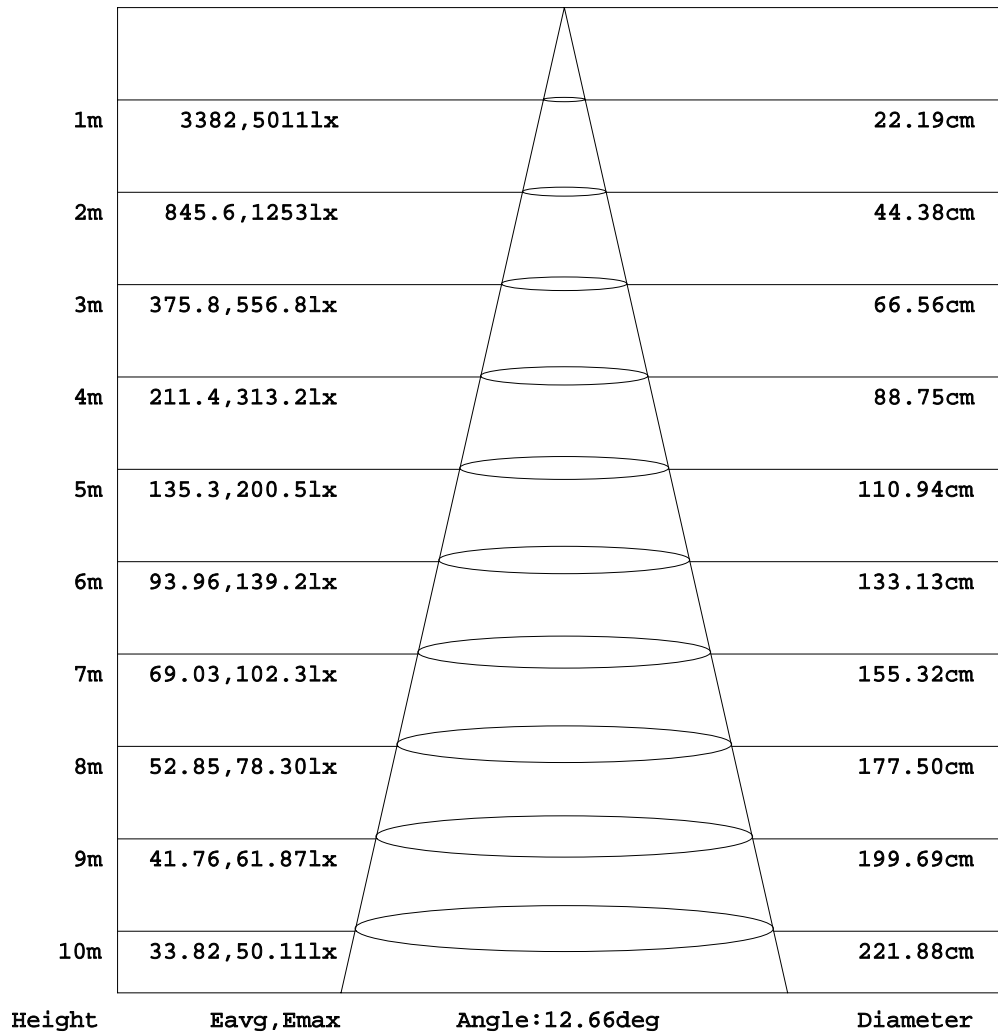 1m 3382,5011lx 22.19cm
2m 845.6,1253lx 44.38cm
3m 375.8,556.8lx 66.56cm
4m 211.4,313.2lx 88.75cm
5m 135.3,200.5lx 110.94cm
6m 93.96,139.2lx 133.13cm
7m 69.03,102.3lx 155.32cm
8m 52.85,78.30lx 177.50cm
9m 41.76,61.87lx 199.69cm
10m 33.82,50.11lx 221.88cm
Height Eavg,Emax Angle:12.66deg Diameter